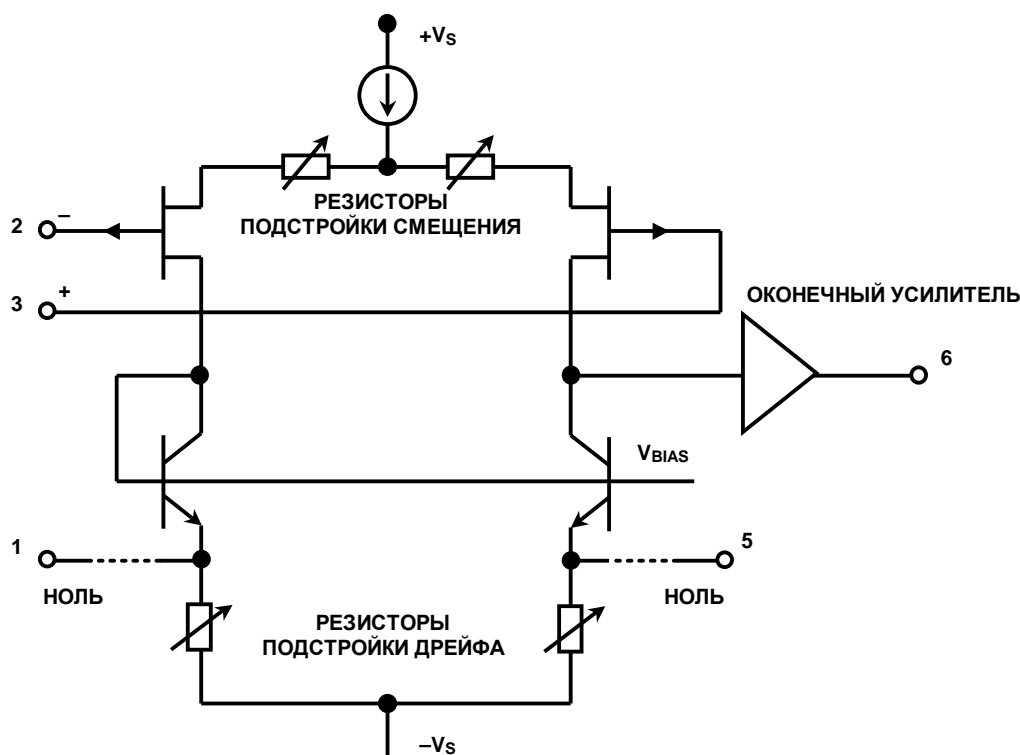 +VS
РЕЗИСТОРЫ
ПОДСТРОЙКИ СМЕЩЕНИЯ
2
–
3
+
ОКОНЕЧНЫЙ УСИЛИТЕЛЬ
6
VBIAS
1
5
НОЛЬ
НОЛЬ
РЕЗИСТОРЫ
ПОДСТРОЙКИ ДРЕЙФА
–VS